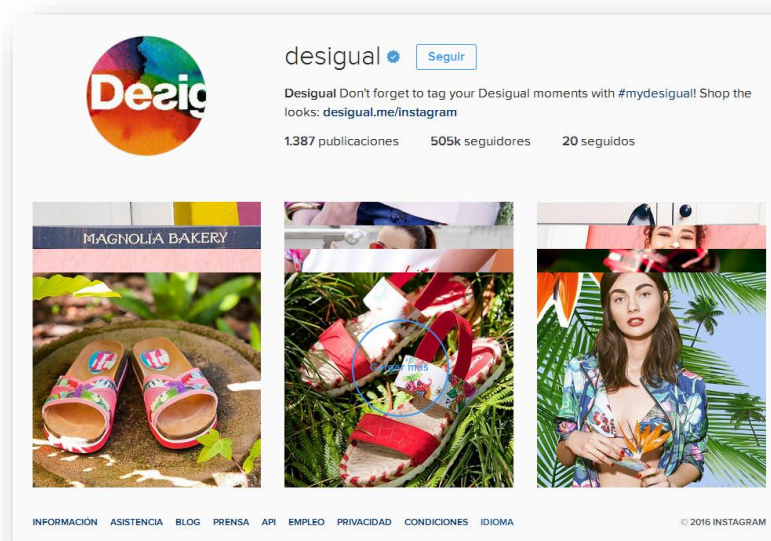 Desig
desigual Seguir
Desigual Don't forget to tag your Desigual moments with #mydesigual! Shop the
looks: desigual.me/instagram
1.387 publicaciones 505k seguidores 20 seguidos
MAGNOLIA BAKERY
Cargar más
INFORMACIÓN ASISTENCIA BLOG PRENSA API EMPLEO PRIVACIDAD CONDICIONES IDIOMA
© 2016 INSTAGRAM